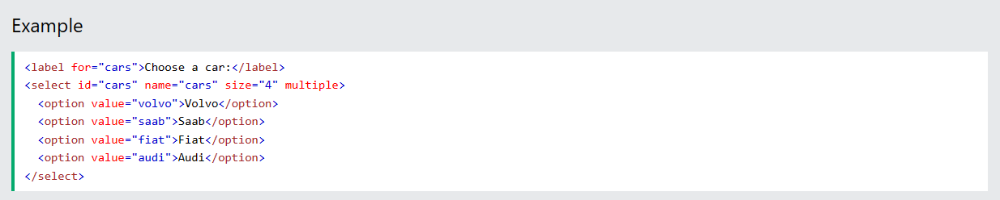 Example
<label for="cars">Choose a car:</label>
<select id="cars" name="cars" size="4" multiple>
  <option value="volvo">Volvo</option>
  <option value="saab">Saab</option>
  <option value="fiat">Fiat</option>
  <option value="audi">Audi</option>
</select>